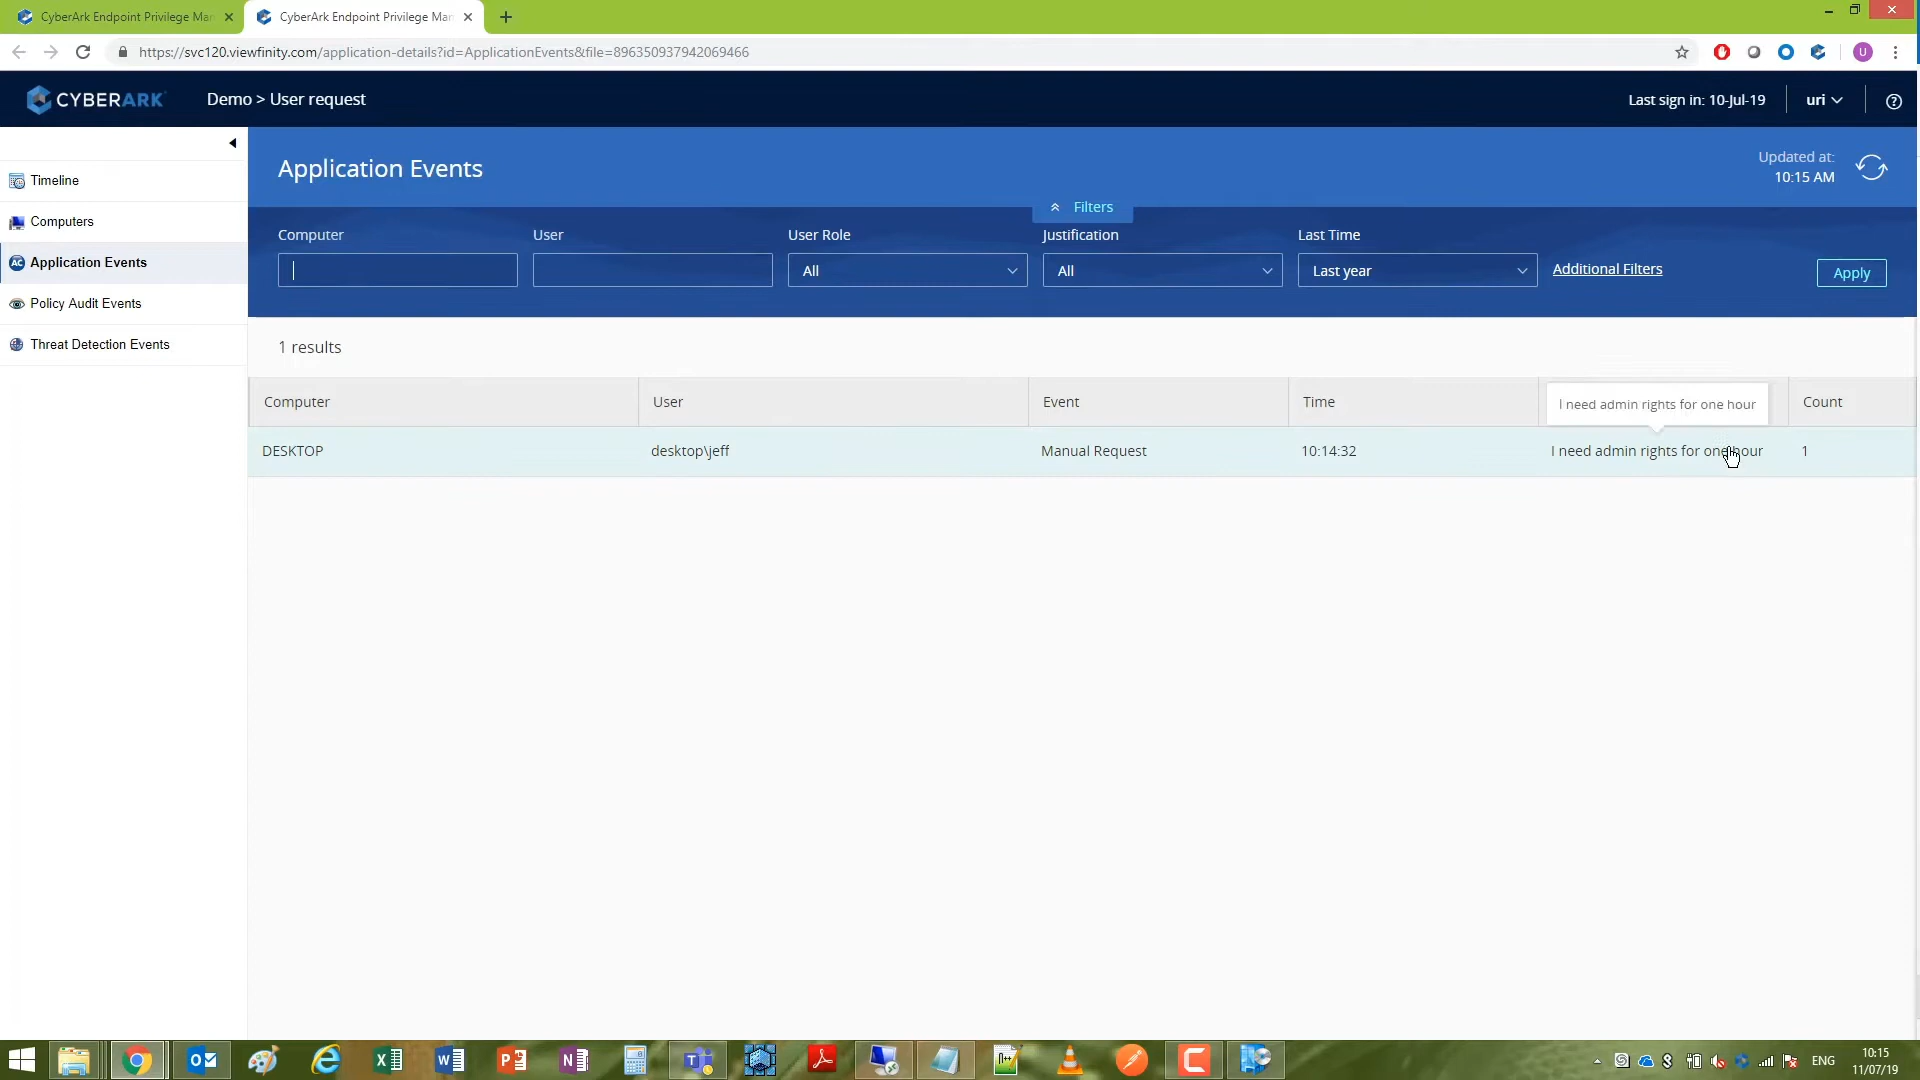 CyberArk Endpoint Privilege Man
CyberArk Endpoint Privilege Man
https://svc120.viewfinity.com/application-details?id=ApplicationEvents&file=896350937942069466
U
CYBERARK
Demo > User request
Last sign in: 10-Jul-19
uri
Timeline
Computers
AC Application Events
Policy Audit Events
Threat Detection Events
Application Events
Updated at:
10:15 AM
Filters
Computer User User Role Justification Last Time
All All Last year Additional Filters Apply
1 results
Computer User Event Time I need admin rights for one hour Count
DESKTOP desktop\jeff Manual Request 10:14:32 I need admin rights for one hour 1
ENG
10:15
11/07/19